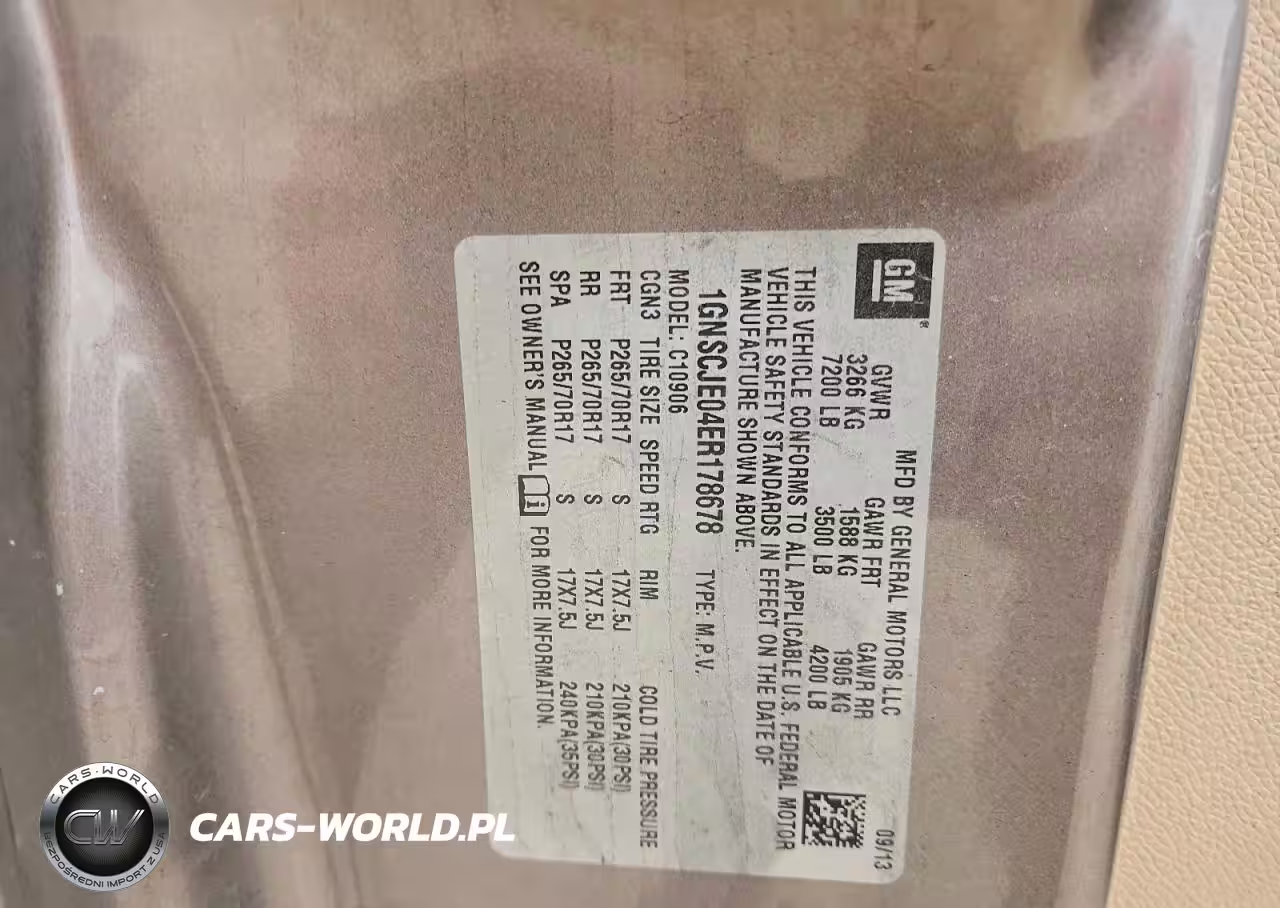 GM®
MFD BY GENERAL MOTORS LLC 09/13
GVWR GAWR FRT GAWR RR
3266 KG 1588 KG 1905 KG
7200 LB 3500 LB 4200 LB
THIS VEHICLE CONFORMS TO ALL APPLICABLE U.S. FEDERAL MOTOR
VEHICLE SAFETY STANDARDS IN EFFECT ON THE DATE OF
MANUFACTURE SHOWN ABOVE.
1GNSCJE04ER178678 TYPE: M.P.V.
MODEL: C10906
CGN3 TIRE SIZE SPEED RTG RIM COLD TIRE PRESSURE
FRT P265/70R17 S 17X7.5J 210KPA(30PSI)
RR P265/70R17 S 17X7.5J 210KPA(30PSI)
SPA P265/70R17 S 17X7.5J 240KPA(35PSI)
SEE OWNER'S MANUAL i FOR MORE INFORMATION.
CARS-WORLD
CW
BEZPOŚREDNI IMPORT Z USA
CARS-WORLD.PL